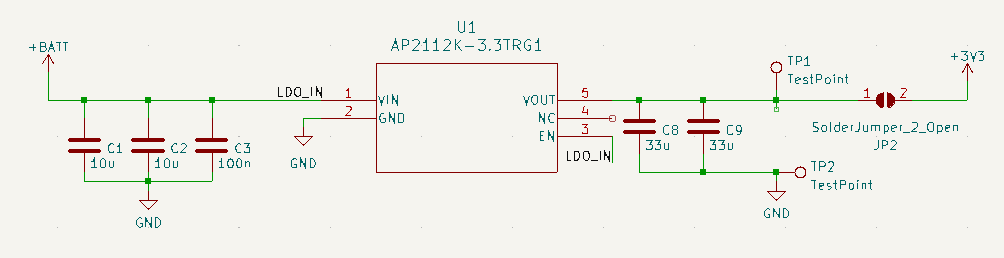 U1
AP2112K-3.3TRG1
+BATT
LDO_IN
1
VIN
2
GND
GND
C1
10u
C2
10u
C3
100n
GND
VOUT
5
NC
4
EN
3
LDO_IN
C8
33u
C9
33u
TP1
TestPoint
TP2
TestPoint
GND
1
2
SolderJumper_2_Open
JP2
+3V3